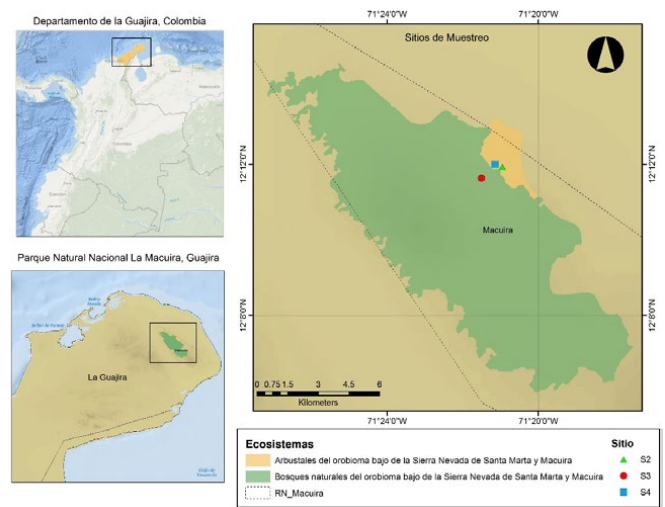 Departamento de la Guajira, Colombia
Parque Natural Nacional La Macuira, Guajira
La Guajira
71°24'0"W
71°20'0"W
Sitios de Muestreo
12°12'0"N
12°12'0"N
Macuira
12°8'0"N
12°8'0"N
0 0.75 1.5 3 4.5 6
Kilometers
71°24'0"W
71°20'0"W
Ecosistemas
Sitio
Arbustales del orobioma bajo de la Sierra Nevada de Santa Marta y Macuira
S2
Bosques naturales del orobioma bajo de la Sierra Nevada de Santa Marta y Macuira
S3
RN_Macuira
S4